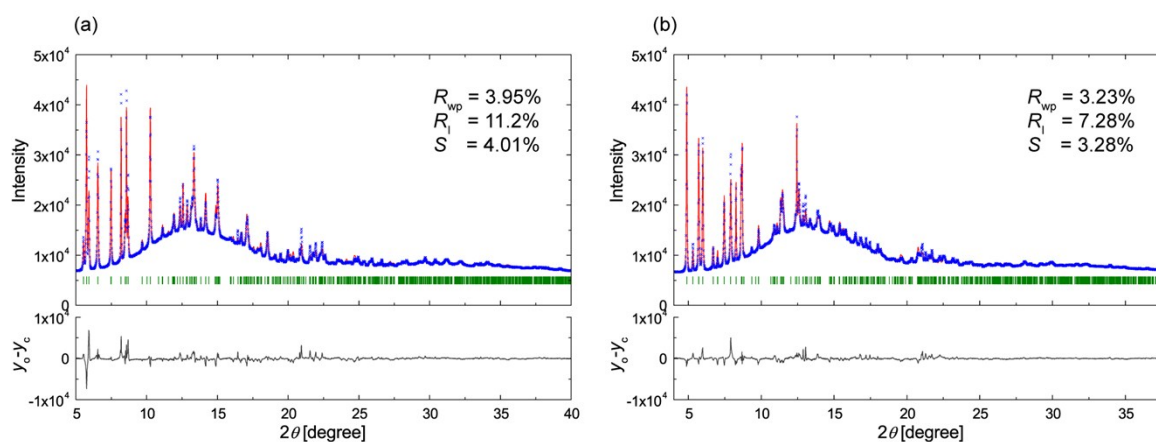 (a)
5x10⁴
4x10⁴
3x10⁴
2x10⁴
1x10⁴
0
Intensity
R_wp = 3.95%
R_I = 11.2%
S = 4.01%
1x10⁴
0
-1x10⁴
y_o-y_c
5 10 15 20 25 30 35 40
2θ [degree]
(b)
5x10⁴
4x10⁴
3x10⁴
2x10⁴
1x10⁴
0
Intensity
R_wp = 3.23%
R_I = 7.28%
S = 3.28%
1x10⁴
0
-1x10⁴
y_o-y_c
5 10 15 20 25 30 35
2θ [degree]